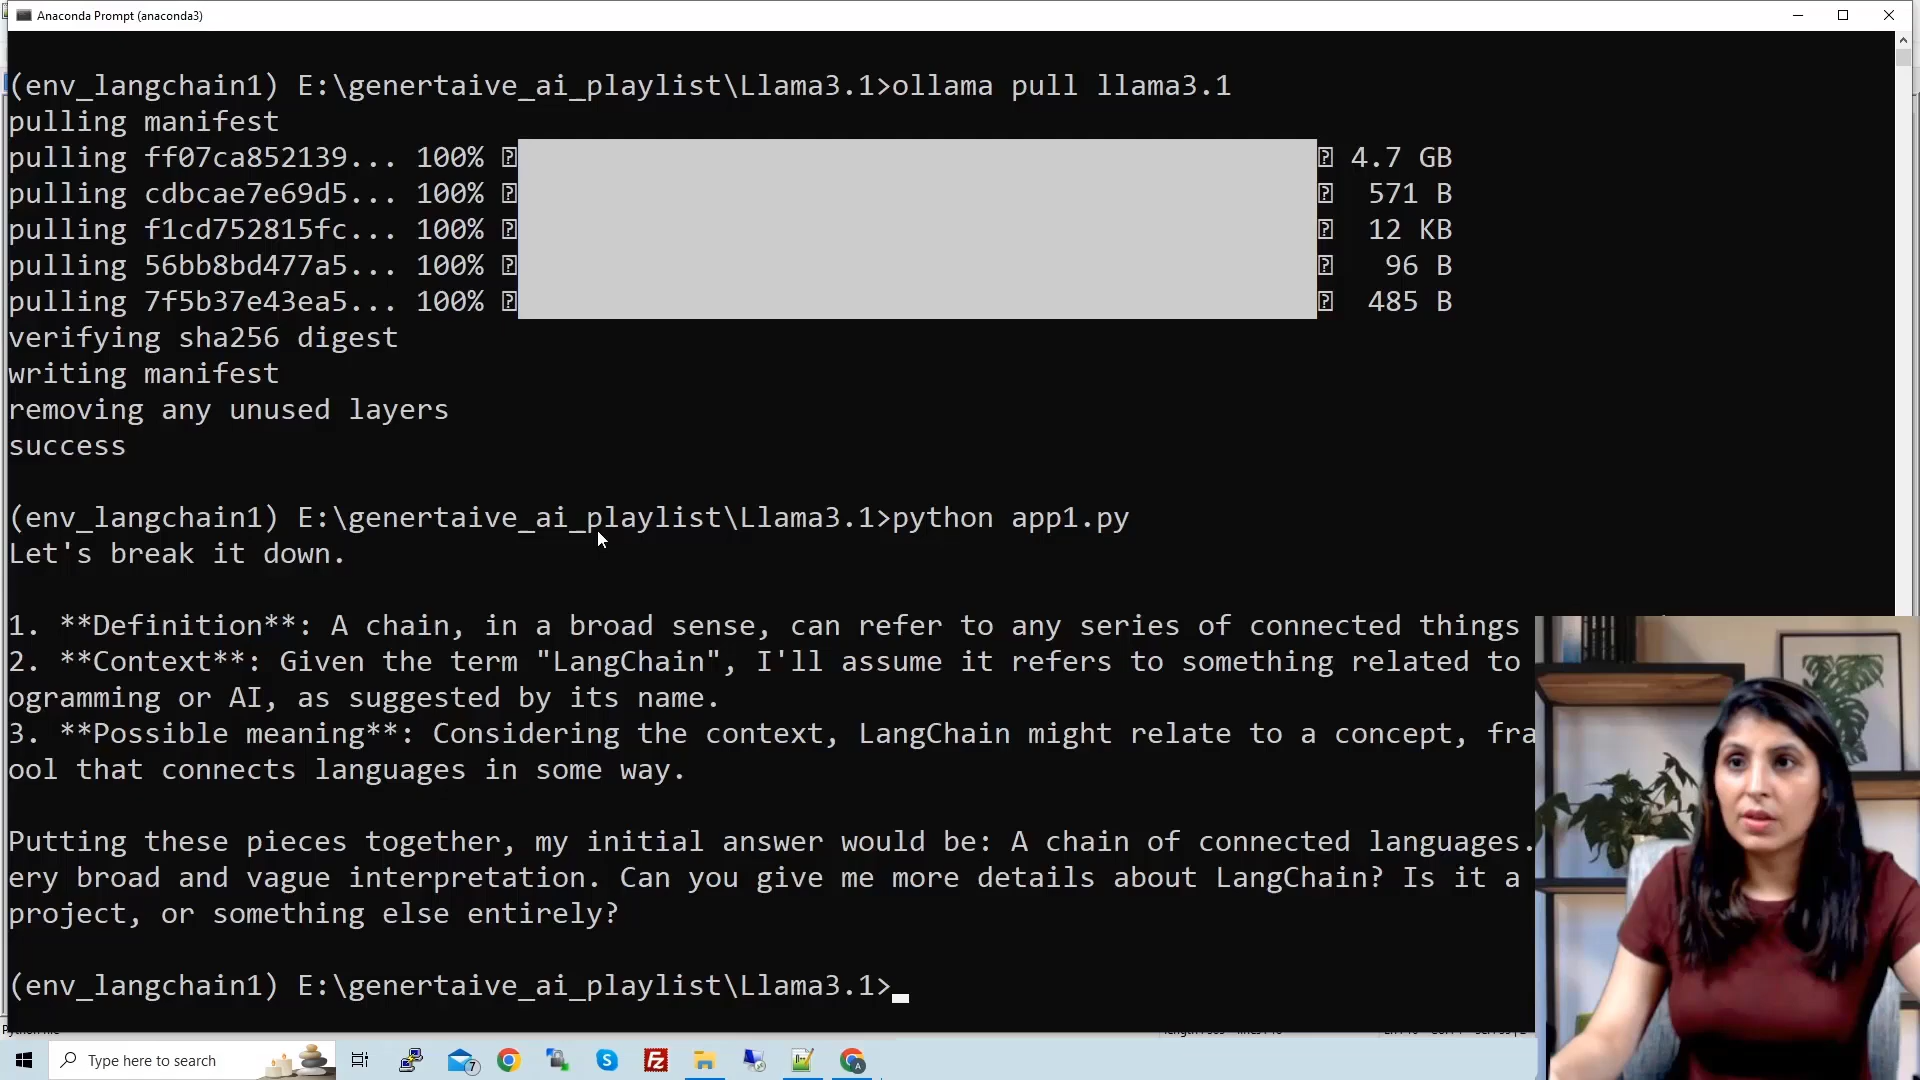 Anaconda Prompt (anaconda3)
(env_langchain1) E:\genertaive_ai_playlist\Llama3.1>ollama pull llama3.1
pulling manifest
pulling ff07ca852139... 100% 4.7 GB
pulling cdbcae7e69d5... 100% 571 B
pulling f1cd752815fc... 100% 12 KB
pulling 56bb8bd477a5... 100% 96 B
pulling 7f5b37e43ea5... 100% 485 B
verifying sha256 digest
writing manifest
removing any unused layers
success
(env_langchain1) E:\genertaive_ai_playlist\Llama3.1>python app1.py
Let's break it down.
1. **Definition**: A chain, in a broad sense, can refer to any series of connected things
2. **Context**: Given the term "LangChain", I'll assume it refers to something related to
ogramming or AI, as suggested by its name.
3. **Possible meaning**: Considering the context, LangChain might relate to a concept, fra
ool that connects languages in some way.
Putting these pieces together, my initial answer would be: A chain of connected languages.
ery broad and vague interpretation. Can you give me more details about LangChain? Is it a
project, or something else entirely?
(env_langchain1) E:\genertaive_ai_playlist\Llama3.1>
Type here to search
7